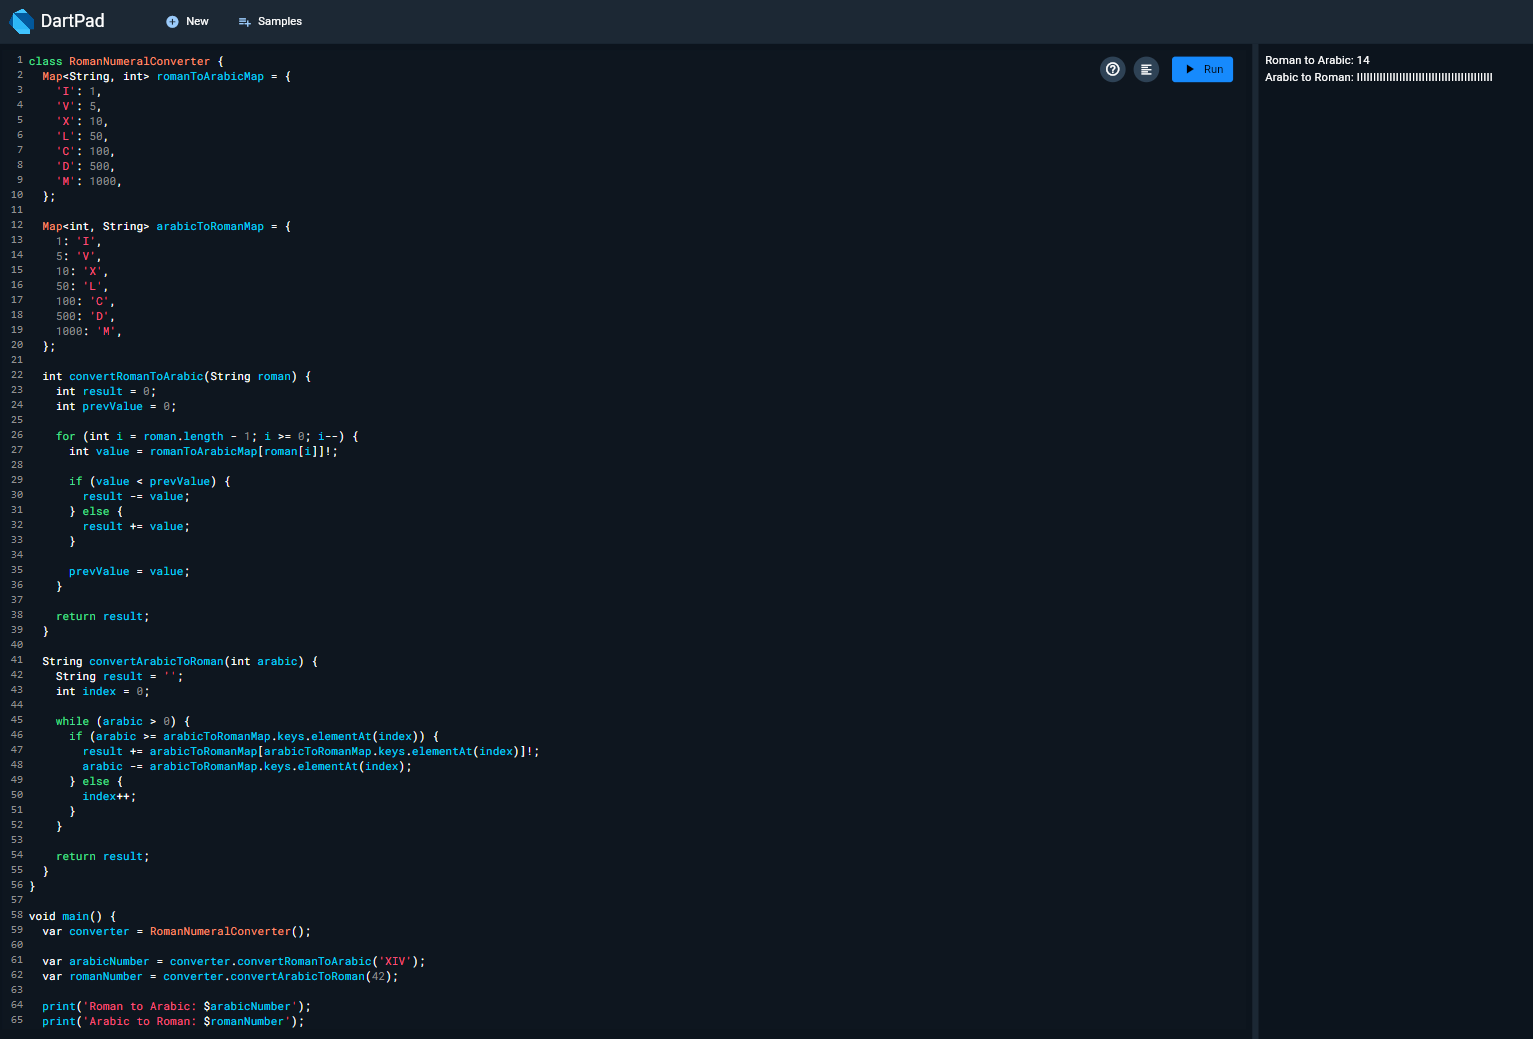 DartPad New Samples
1 class RomanNumeralConverter {
2 Map<String, int> romanToArabicMap = {
3 'I': 1,
4 'V': 5,
5 'X': 10,
6 'L': 50,
7 'C': 100,
8 'D': 500,
9 'M': 1000,
10 };
11
12 Map<int, String> arabicToRomanMap = {
13 1: 'I',
14 5: 'V',
15 10: 'X',
16 50: 'L',
17 100: 'C',
18 500: 'D',
19 1000: 'M',
20 };
21
22 int convertRomanToArabic(String roman) {
23 int result = 0;
24 int prevValue = 0;
25
26 for (int i = roman.length - 1; i >= 0; i--) {
27 int value = romanToArabicMap[roman[i]]!;
28
29 if (value < prevValue) {
30 result -= value;
31 } else {
32 result += value;
33 }
34
35 prevValue = value;
36 }
37
38 return result;
39 }
40
41 String convertArabicToRoman(int arabic) {
42 String result = '';
43 int index = 0;
44
45 while (arabic > 0) {
46 if (arabic >= arabicToRomanMap.keys.elementAt(index)) {
47 result += arabicToRomanMap[arabicToRomanMap.keys.elementAt(index)]!;
48 arabic -= arabicToRomanMap.keys.elementAt(index);
49 } else {
50 index++;
51 }
52 }
53
54 return result;
55 }
56 }
57
58 void main() {
59 var converter = RomanNumeralConverter();
60
61 var arabicNumber = converter.convertRomanToArabic('XIV');
62 var romanNumber = converter.convertArabicToRoman(42);
63
64 print('Roman to Arabic: $arabicNumber');
65 print('Arabic to Roman: $romanNumber');
Run
Roman to Arabic: 14
Arabic to Roman: IIIIIIIIIIIIIIIIIIIIIIIIIIIIIIIIIIIIIIIIII